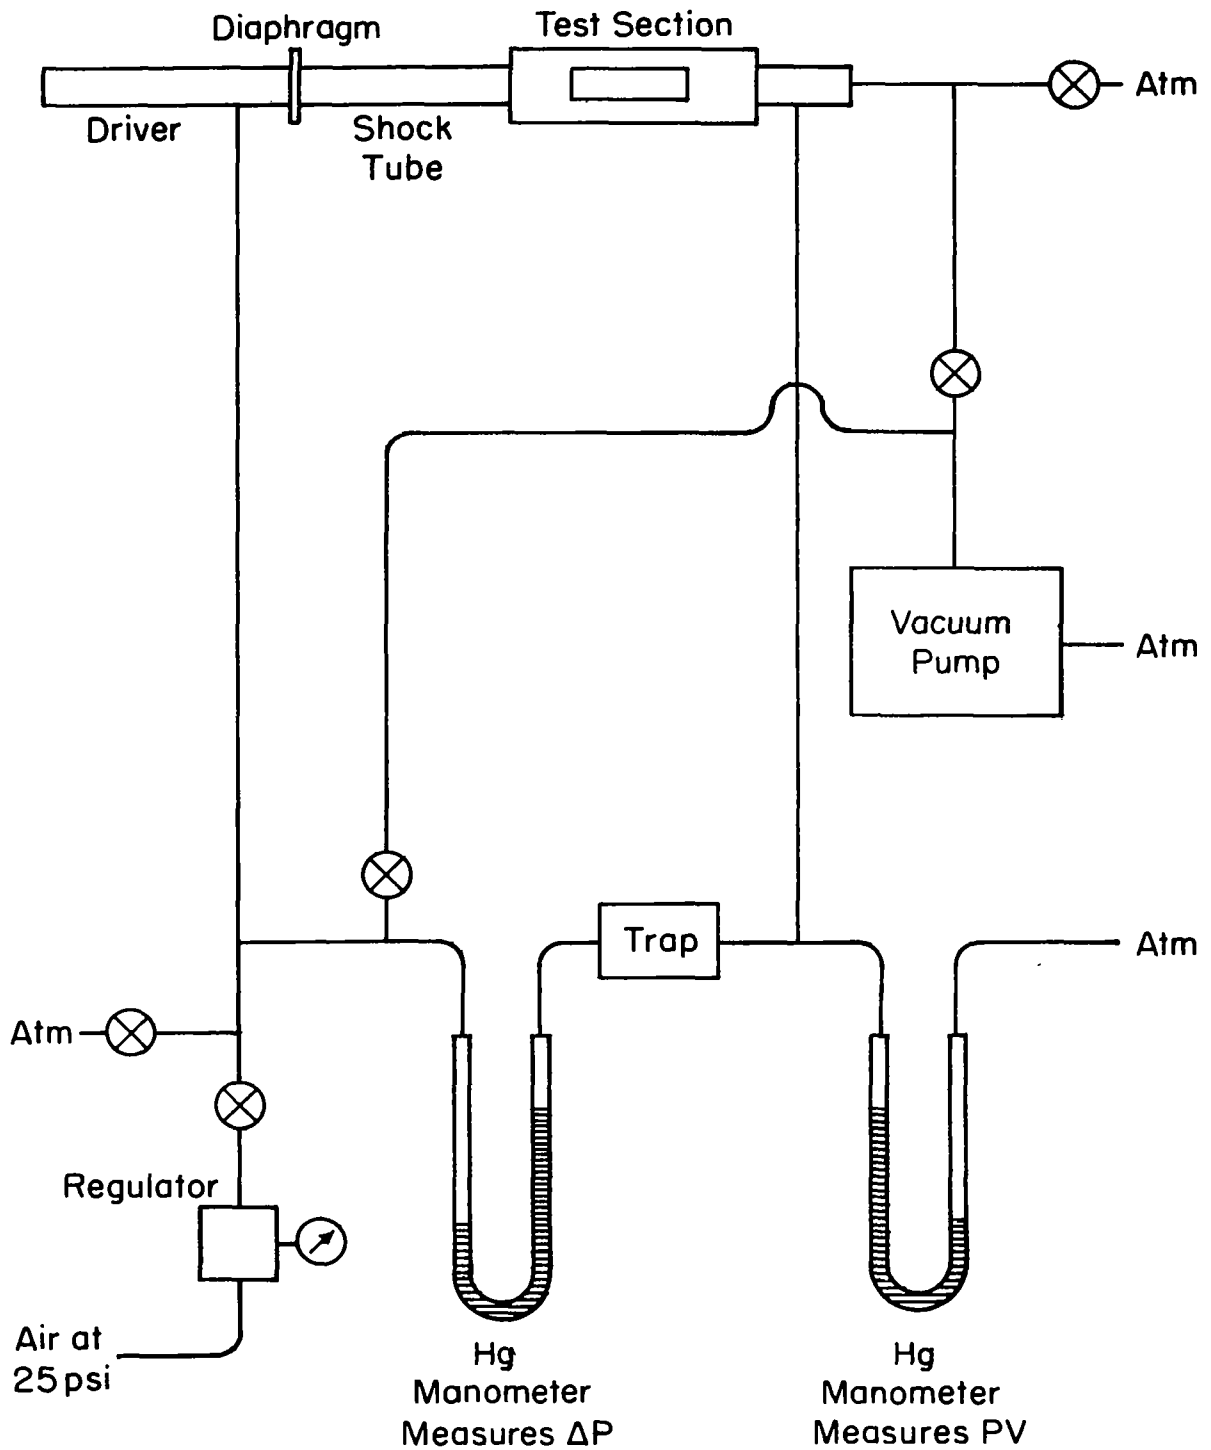 Diaphragm
Test Section
Atm
Driver
Shock
Tube
Vacuum
Pump
Atm
Trap
Atm
Atm
Regulator
Air at
25 psi
Hg
Manometer
Measures ΔP
Hg
Manometer
Measures PV